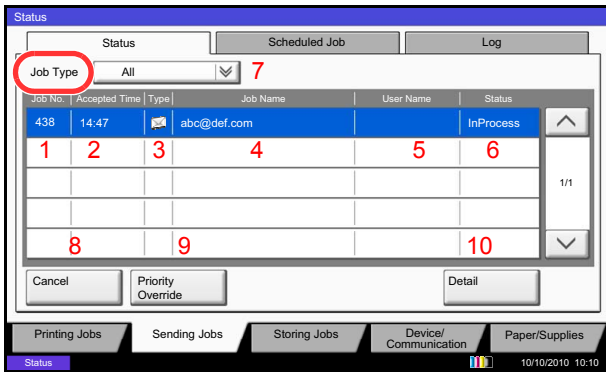 Status
Status Scheduled Job Log
Job Type All 7
Job No. Accepted Time Type Job Name User Name Status
438 14:47 abc@def.com InProcess
1 2 3 4 5 6
1/1
8 9 10
Cancel Priority Override Detail
Printing Jobs Sending Jobs Storing Jobs Device/ Communication Paper/Supplies
Status 10/10/2010 10:10